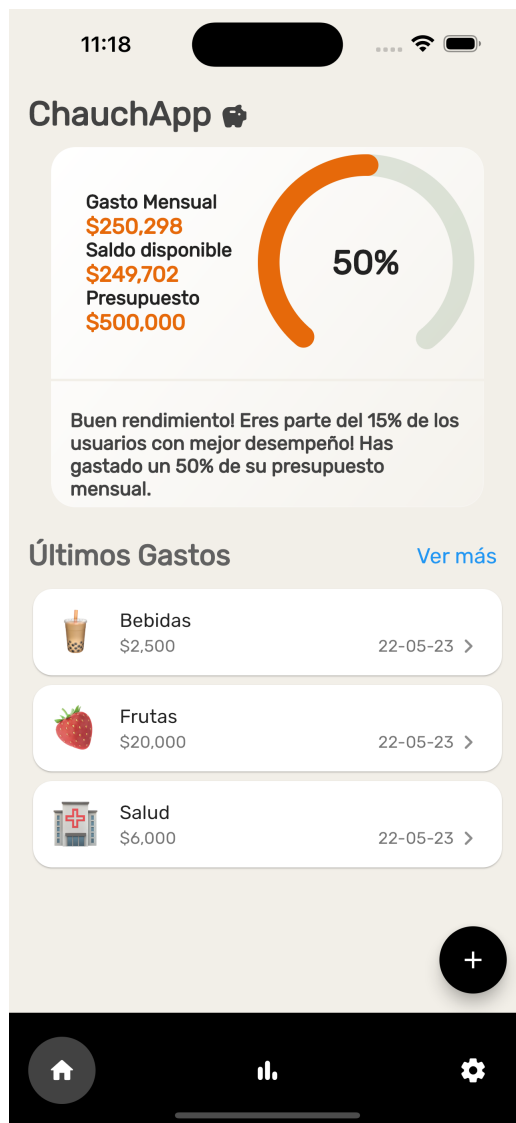 11:18
ChauchApp
Gasto Mensual
$250,298
Saldo disponible
$249,702
Presupuesto
$500,000
50%
Buen rendimiento! Eres parte del 15% de los
usuarios con mejor desempeño! Has
gastado un 50% de su presupuesto
mensual.
Últimos Gastos
Ver más
Bebidas
$2,500
22-05-23
Frutas
$20,000
22-05-23
Salud
$6,000
22-05-23